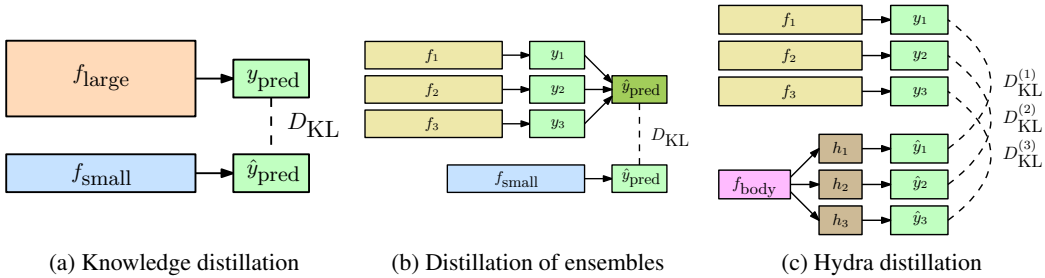 f_large
y_pred
D_KL
f_small
ŷ_pred
(a) Knowledge distillation
f_1
y_1
f_2
y_2
ŷ_pred
f_3
y_3
D_KL
f_small
ŷ_pred
(b) Distillation of ensembles
f_1
y_1
f_2
y_2
f_3
y_3
D_KL^(1)
D_KL^(2)
D_KL^(3)
h_1
ŷ_1
f_body
h_2
ŷ_2
h_3
ŷ_3
(c) Hydra distillation